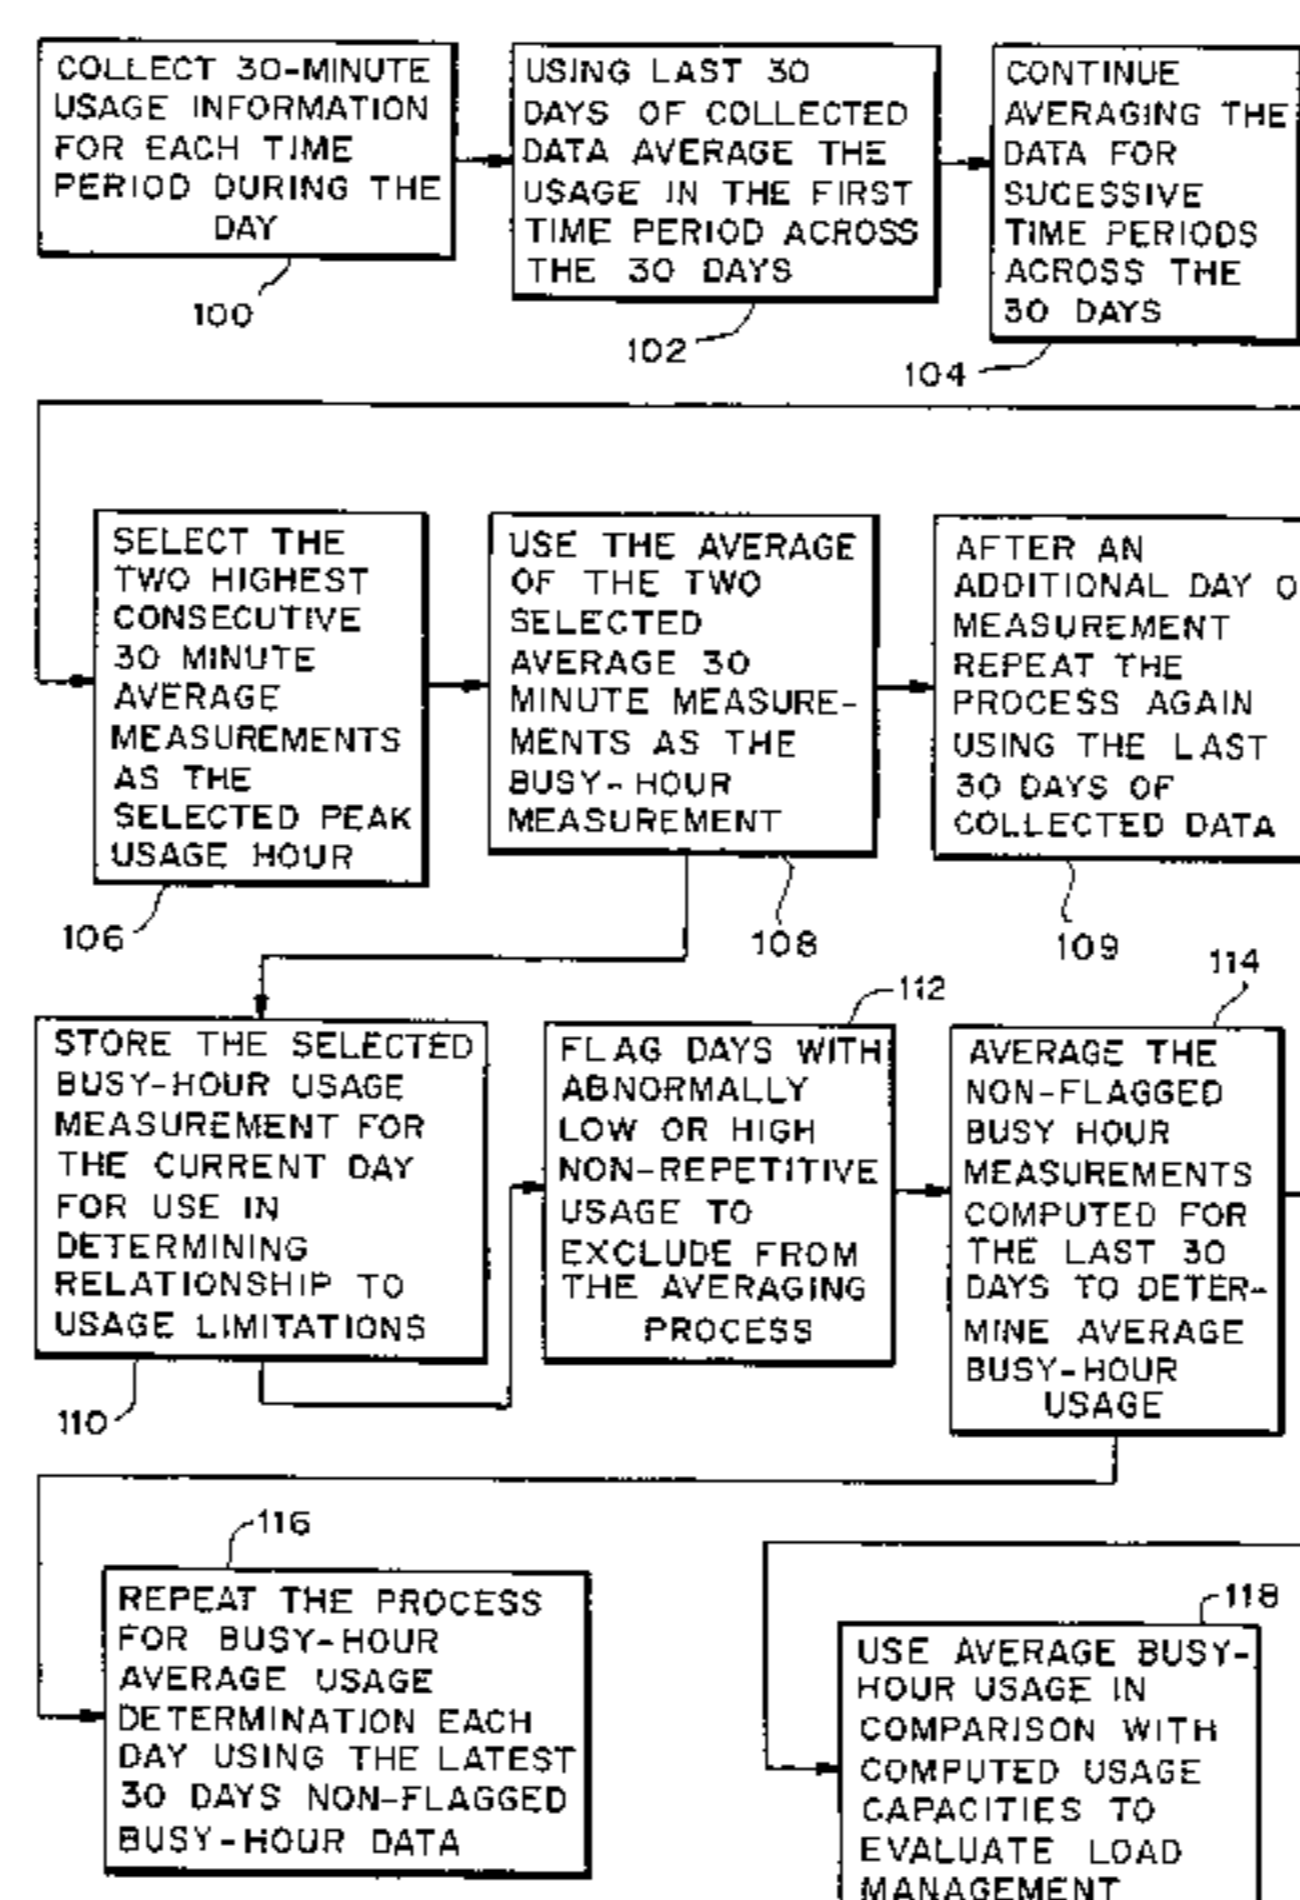 COLLECT 30-MINUTE
USAGE INFORMATION
FOR EACH TIME
PERIOD DURING THE
DAY
100
USING LAST 30
DAYS OF COLLECTED
DATA AVERAGE THE
USAGE IN THE FIRST
TIME PERIOD ACROSS
THE 30 DAYS
102
CONTINUE
AVERAGING THE
DATA FOR
SUCESSIVE
TIME PERIODS
ACROSS THE
30 DAYS
104
SELECT THE
TWO HIGHEST
CONSECUTIVE
30 MINUTE
AVERAGE
MEASUREMENTS
AS THE
SELECTED PEAK
USAGE HOUR
106
USE THE AVERAGE
OF THE TWO
SELECTED
AVERAGE 30
MINUTE MEASURE-
MENTS AS THE
BUSY-HOUR
MEASUREMENT
108
AFTER AN
ADDITIONAL DAY O
MEASUREMENT
REPEAT THE
PROCESS AGAIN
USING THE LAST
30 DAYS OF
COLLECTED DATA
109
STORE THE SELECTED
BUSY-HOUR USAGE
MEASUREMENT FOR
THE CURRENT DAY
FOR USE IN
DETERMINING
RELATIONSHIP TO
USAGE LIMITATIONS
110
112
FLAG DAYS WITH
ABNORMALLY
LOW OR HIGH
NON-REPETITIVE
USAGE TO
EXCLUDE FROM
THE AVERAGING
PROCESS
114
AVERAGE THE
NON-FLAGGED
BUSY HOUR
MEASUREMENTS
COMPUTED FOR
THE LAST 30
DAYS TO DETER-
MINE AVERAGE
BUSY-HOUR
USAGE
116
REPEAT THE PROCESS
FOR BUSY-HOUR
AVERAGE USAGE
DETERMINATION EACH
DAY USING THE LATEST
30 DAYS NON-FLAGGED
BUSY-HOUR DATA
118
USE AVERAGE BUSY-
HOUR USAGE IN
COMPARISON WITH
COMPUTED USAGE
CAPACITIES TO
EVALUATE LOAD
MANAGEMENT